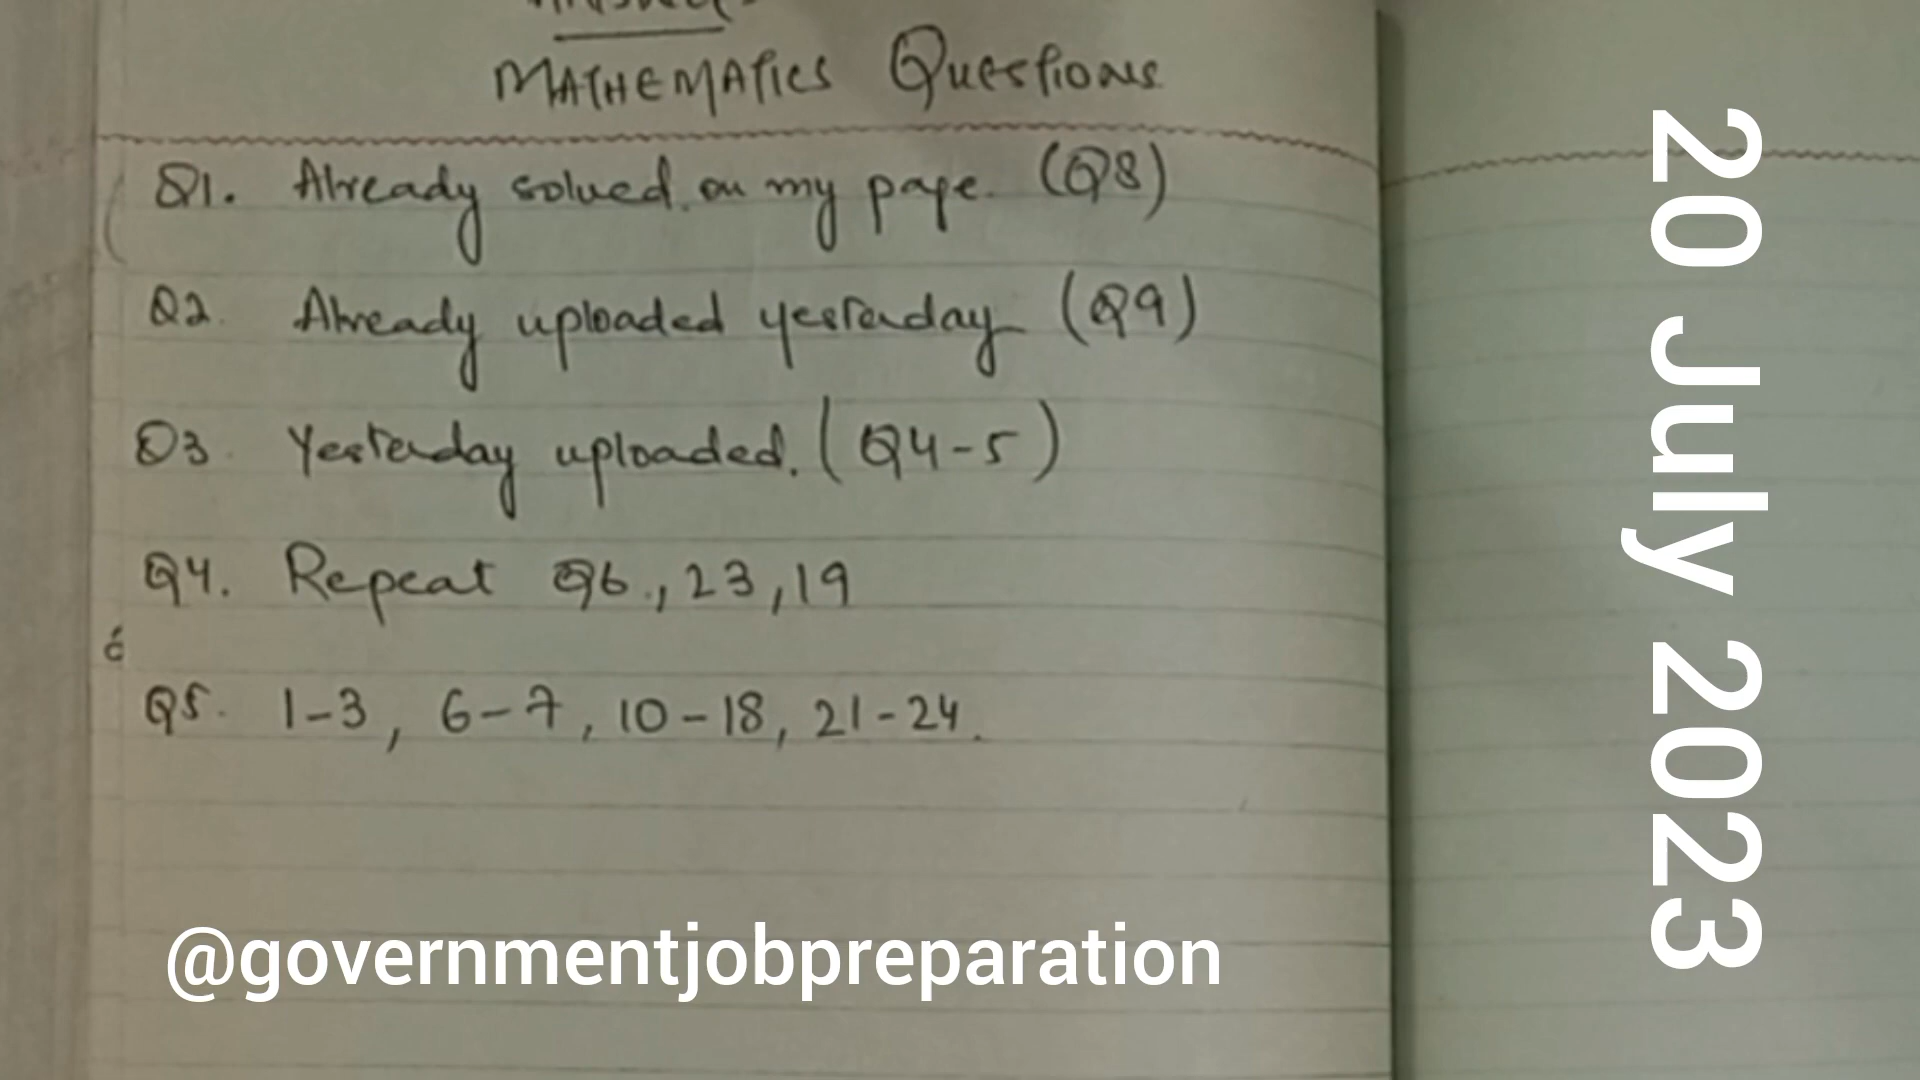 MATHEMATICS Questions
Q1. Already solved on my page. (Q8)
Q2. Already uploaded yesterday (Q9)
Q3. Yesterday uploaded. (Q4-5)
Q4. Repeat Q6., 23, 19
Q5. 1-3, 6-7, 10-18, 21-24.
@governmentjobpreparation
20 July 2023